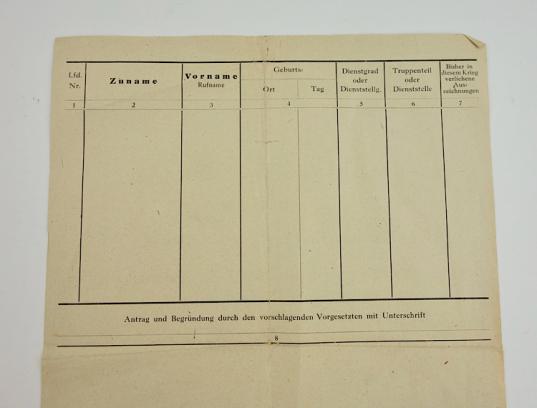 Lfd.
Nr.
Zuname
Vorname
Rufname
Geburts-
Ort
Tag
Dienstgrad
oder
Dienststellg.
Truppenteil
oder
Dienststelle
Bisher in
diesem Krieg
verliehene
Aus-
zeichnungen
1 2 3 4 5 6 7
Antrag und Begründung durch den vorschlagenden Vorgesetzten mit Unterschrift
8